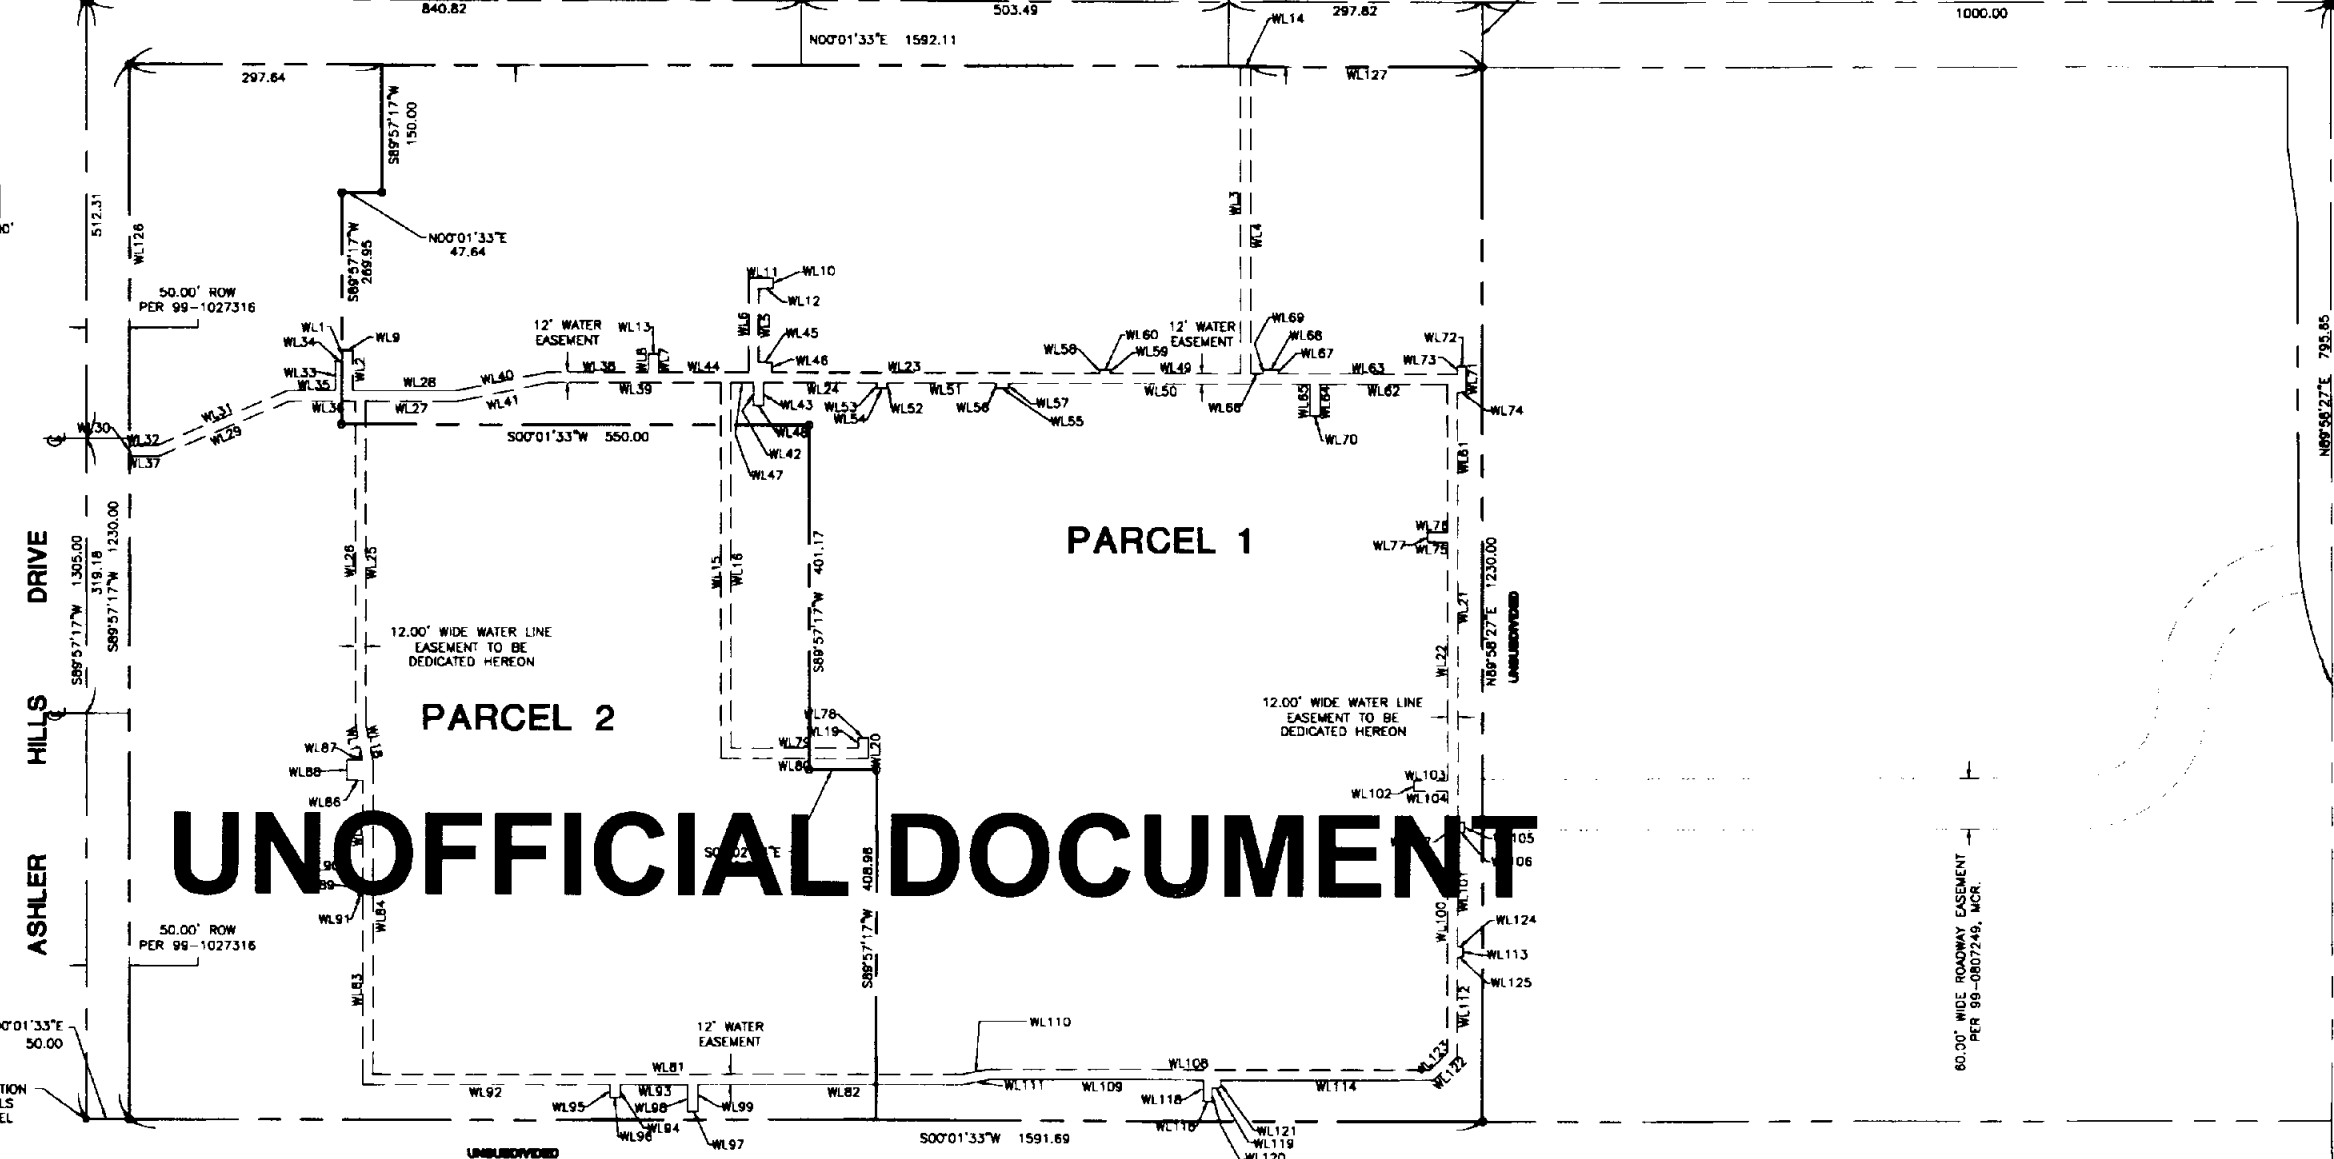 840.82
503.49
297.82
1000.00
WL14
N00°01'33"E 1592.11
297.64
WL127
S89°57'17"W
150.00
512.31
WL126
N00°01'33"E
47.64
S89°57'17"W
269.95
WL3
WL4
50.00' ROW
PER 99-1027316
WL11
WL10
WL12
WL6
WL5
WL45
WL46
WL1
WL9
WL34
WL33
WL35
WL2
12' WATER
EASEMENT
WL13
WL38
WL8
WL7
WL44
WL23
WL58
WL60
WL59
12' WATER
EASEMENT
WL49
WL69
WL68
WL67
WL63
WL72
WL73
WL71
WL74
WL28
WL40
WL36
WL27
WL41
WL39
WL24
WL43
WL53
WL54
WL52
WL51
WL56
WL57
WL55
WL50
WL66
WL65
WL64
WL62
WL70
WL31
WL29
WL30
WL32
WL37
S00°01'33"W 550.00
WL48
WL42
WL47
WL61
N89°58'27"E 795.85
S89°57'17"W 1305.00
319.18
S89°57'17"W 1230.00
WL26
WL25
WL15
WL16
S89°57'17"W 401.17
PARCEL 1
WL76
WL77
WL75
WL21
WL22
N89°58'27"E 1230.00
UNSUBDIVIDED
12.00' WIDE WATER LINE
EASEMENT TO BE
DEDICATED HEREON
PARCEL 2
12.00' WIDE WATER LINE
EASEMENT TO BE
DEDICATED HEREON
WL78
WL19
WL79
WL80
WL20
WL18
WL87
WL88
WL86
WL103
WL102
WL104
UNOFFICIAL DOCUMENT
ASHLER HILLS DRIVE
WL91
WL84
WL83
S89°57'17"W 408.98
WL100
WL101
WL124
WL113
WL125
WL112
50.00' ROW
PER 99-1027316
60.00' WIDE ROADWAY EASEMENT
PER 99-0807249, MCR.
50.00
12' WATER
EASEMENT
WL110
WL81
WL108
WL123
WL122
WL92
WL93
WL82
WL111
WL109
WL114
WL95
WL98
WL99
WL118
WL96
WL94
WL97
WL116
WL121
WL119
WL120
S00°01'33"W 1591.69
UNSUBDIVIDED